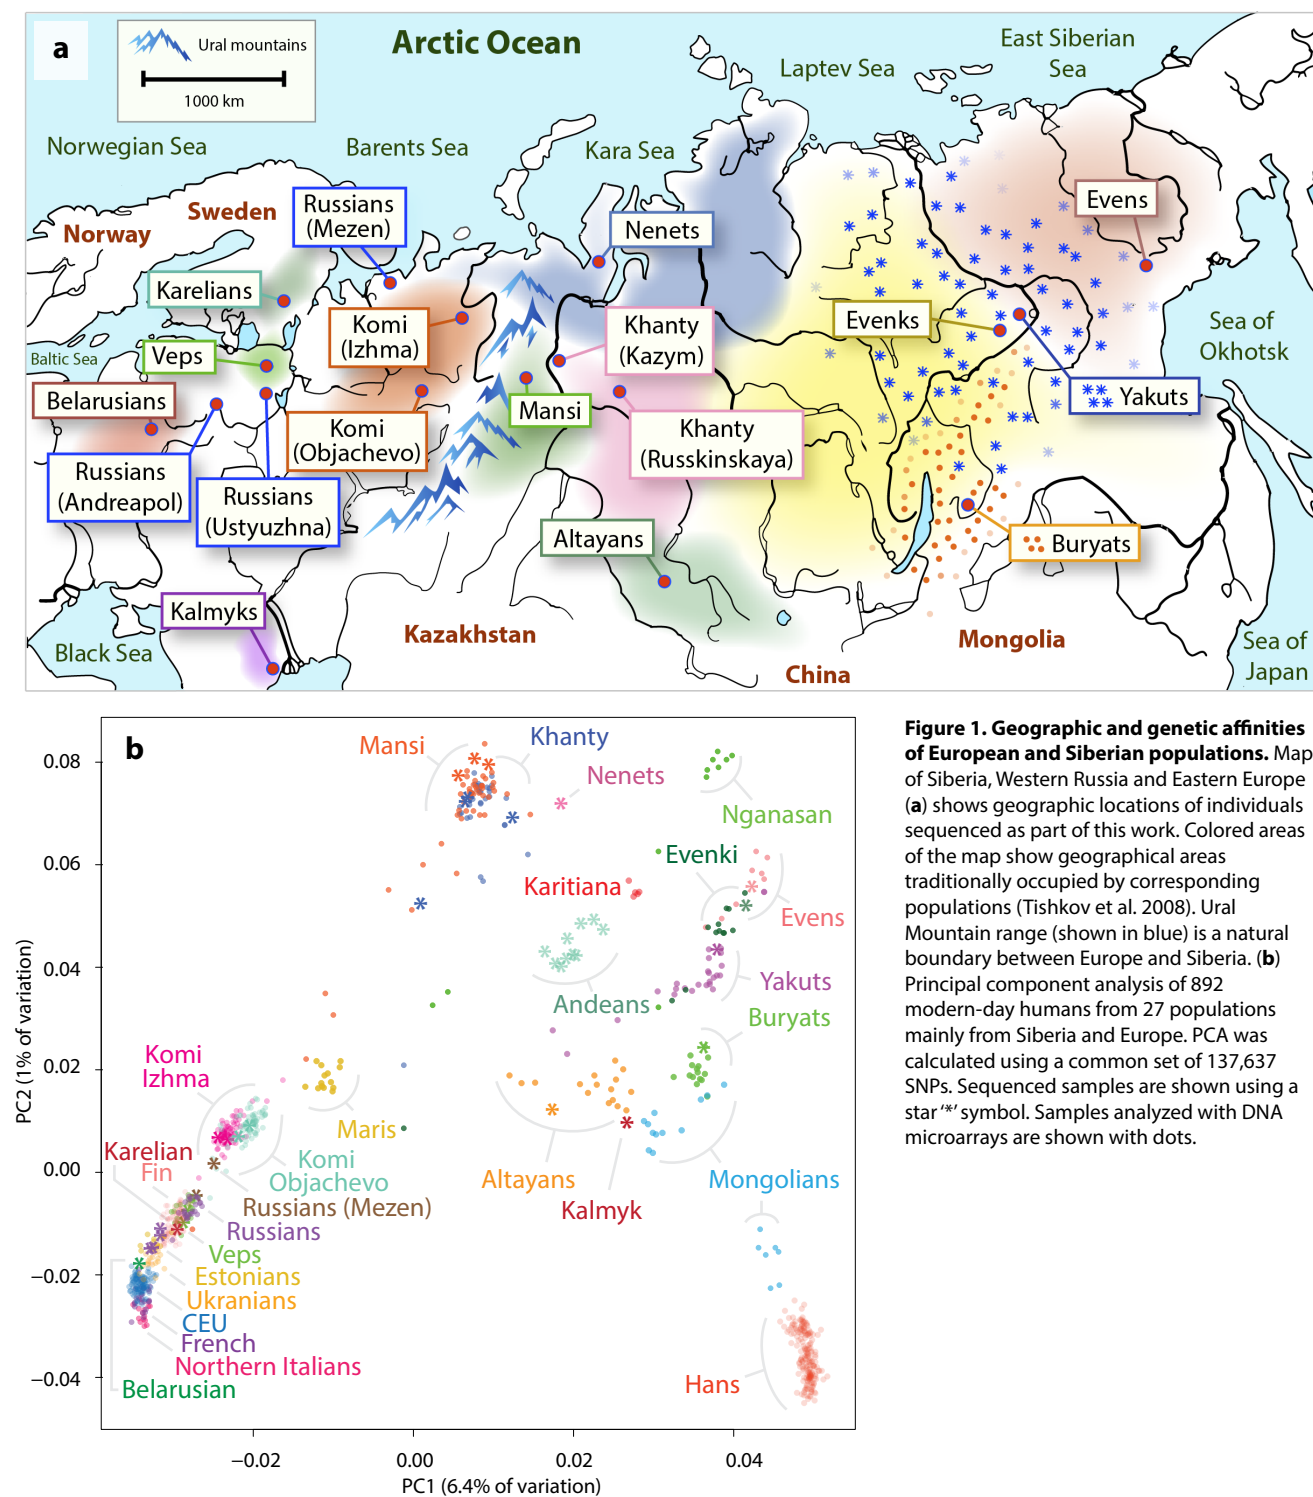 a
Ural mountains
1000 km
Arctic Ocean
Laptev Sea
East Siberian
Sea
Norwegian Sea
Barents Sea
Kara Sea
Norway
Sweden
Russians
(Mezen)
Nenets
Evens
Karelians
Komi
(Izhma)
Khanty
(Kazym)
Evenks
Sea of
Okhotsk
Baltic Sea
Veps
Belarusians
Mansi
Yakuts
Komi
(Objachevo)
Khanty
(Russkinskaya)
Russians
(Andreapol)
Russians
(Ustyuzhna)
Altayans
Buryats
Kalmyks
Kazakhstan
Mongolia
Black Sea
China
Sea of
Japan
b
PC2 (1% of variation)
0.08
0.06
0.04
0.02
0.00
−0.02
−0.04
Mansi
Khanty
Nenets
Nganasan
Evenki
Karitiana
Evens
Andeans
Yakuts
Buryats
Komi
Izhma
Maris
Karelian
Fin
Komi
Objachevo
Altayans
Kalmyk
Mongolians
Russians (Mezen)
Russians
Veps
Estonians
Ukranians
CEU
French
Northern Italians
Belarusian
Hans
−0.02
0.00
0.02
0.04
PC1 (6.4% of variation)
Figure 1. Geographic and genetic affinities
of European and Siberian populations. Map
of Siberia, Western Russia and Eastern Europe
(a) shows geographic locations of individuals
sequenced as part of this work. Colored areas
of the map show geographical areas
traditionally occupied by corresponding
populations (Tishkov et al. 2008). Ural
Mountain range (shown in blue) is a natural
boundary between Europe and Siberia. (b)
Principal component analysis of 892
modern-day humans from 27 populations
mainly from Siberia and Europe. PCA was
calculated using a common set of 137,637
SNPs. Sequenced samples are shown using a
star '*' symbol. Samples analyzed with DNA
microarrays are shown with dots.